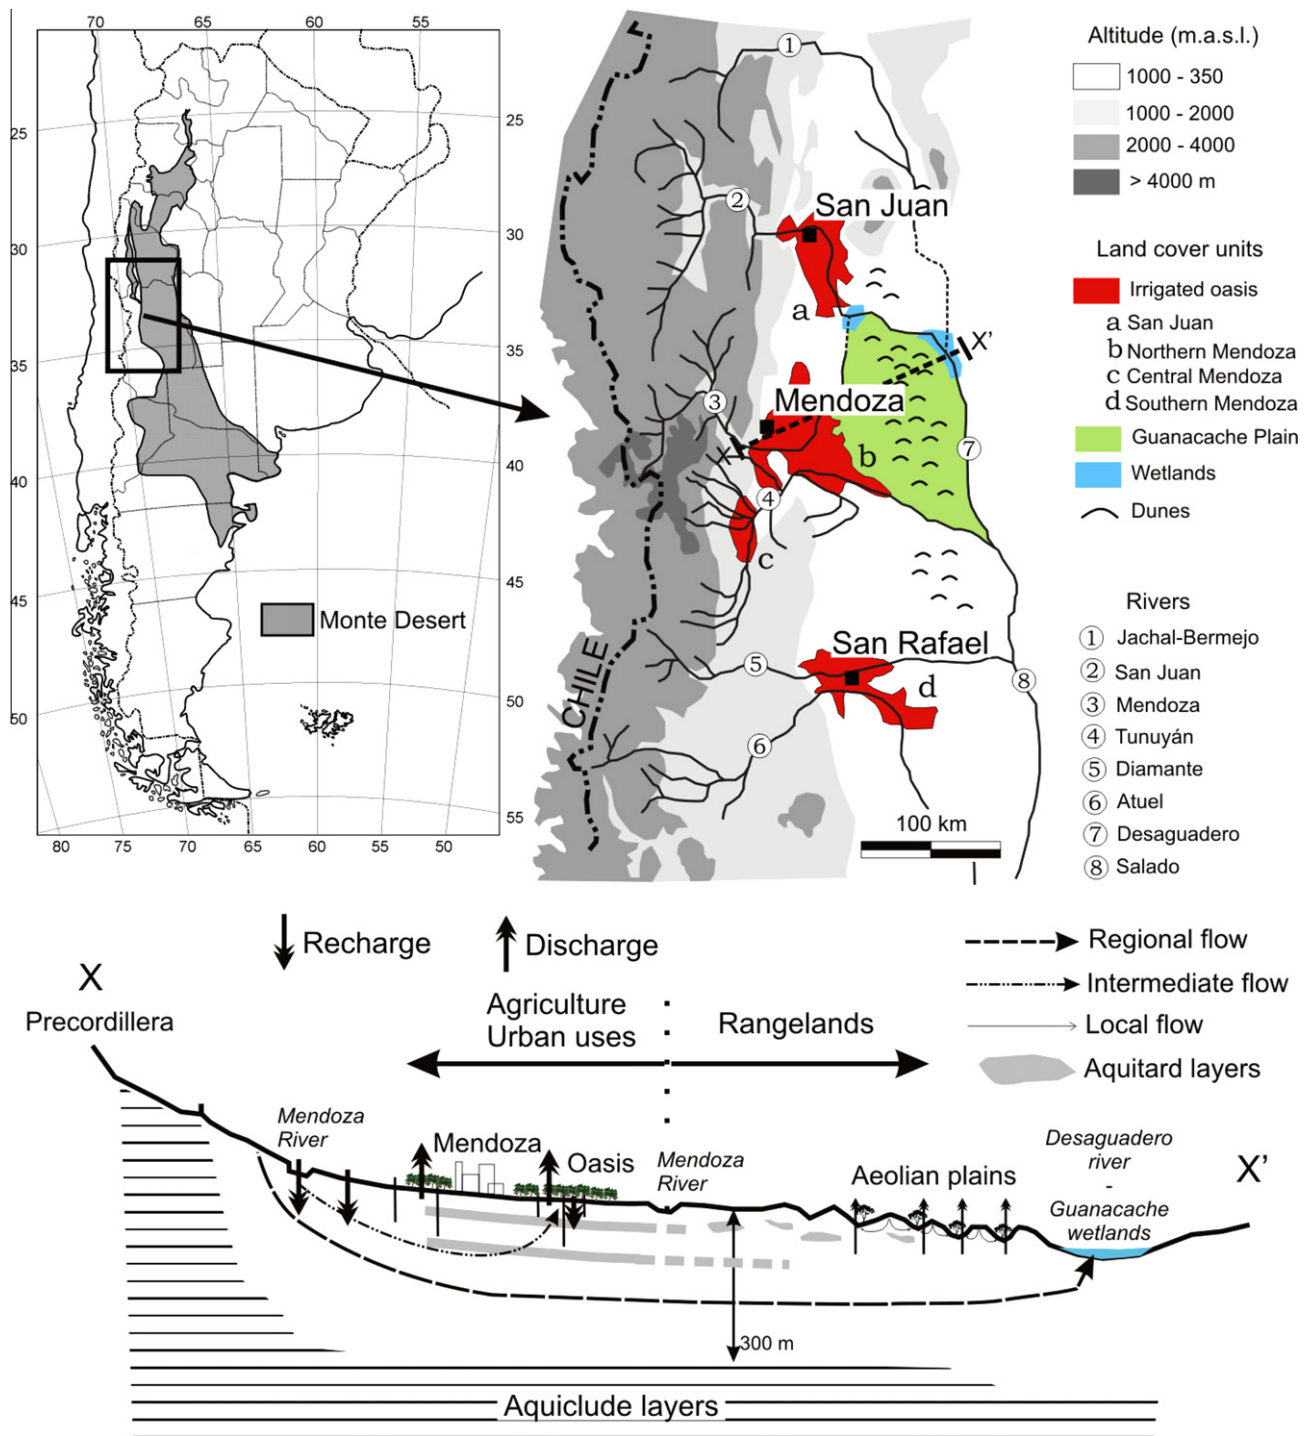 70
65
60
55
25
30
35
40
45
50
25
30
35
40
45
50
55
80
75
70
65
60
55
50
Monte Desert
CHILE
1
2
3
4
5
6
7
8
San Juan
a
X'
Mendoza
X
b
c
San Rafael
d
100 km
Altitude (m.a.s.l.)
1000 - 350
1000 - 2000
2000 - 4000
> 4000 m
Land cover units
Irrigated oasis
a San Juan
b Northern Mendoza
c Central Mendoza
d Southern Mendoza
Guanacache Plain
Wetlands
Dunes
Rivers
1 Jachal-Bermejo
2 San Juan
3 Mendoza
4 Tunuyán
5 Diamante
6 Atuel
7 Desaguadero
8 Salado
Recharge
Discharge
Regional flow
Intermediate flow
Local flow
Aquitard layers
X
Precordillera
Agriculture
Urban uses
Rangelands
Mendoza
River
Mendoza
Oasis
Mendoza
River
Aeolian plains
Desaguadero
river
-
Guanacache
wetlands
X'
300 m
Aquiclude layers